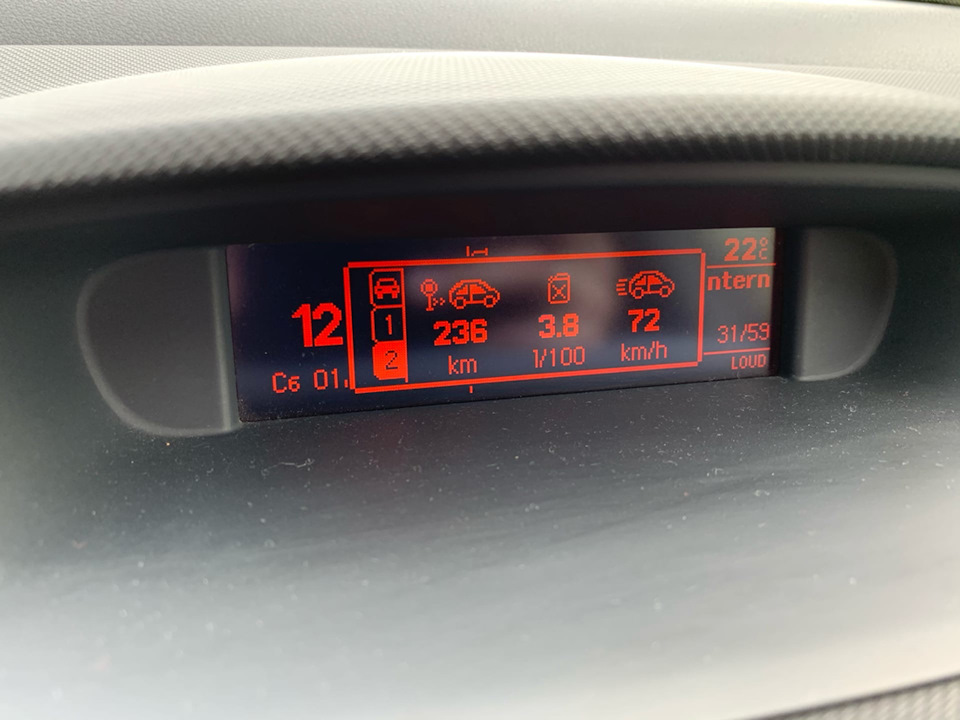 22°C
ntern
12
1
236
3.8
72
31/59
2
km
l/100
km/h
LOUD
Сб 01.